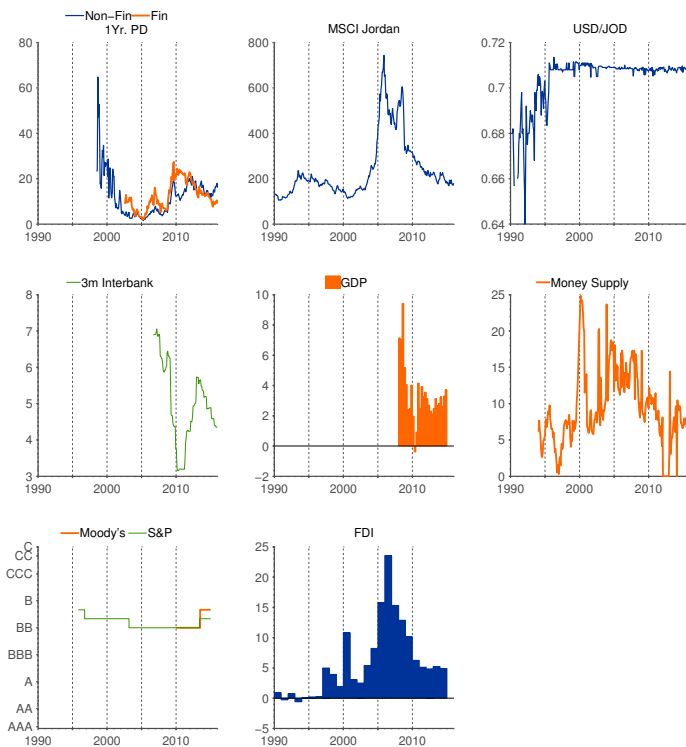 Non−Fin Fin
1Yr. PD
80
60
40
20
0
1990 2000 2010
MSCI Jordan
800
600
400
200
0
1990 2000 2010
USD/JOD
0.72
0.7
0.68
0.66
0.64
1990 2000 2010
3m Interbank
8
7
6
5
4
3
1990 2000 2010
GDP
10
8
6
4
2
0
−2
1990 2000 2010
Money Supply
25
20
15
10
5
0
1990 2000 2010
Moody's S&P
C
CC
CCC
B
BB
BBB
A
AA
AAA
1990 2000 2010
FDI
25
20
15
10
5
0
−5
1990 2000 2010